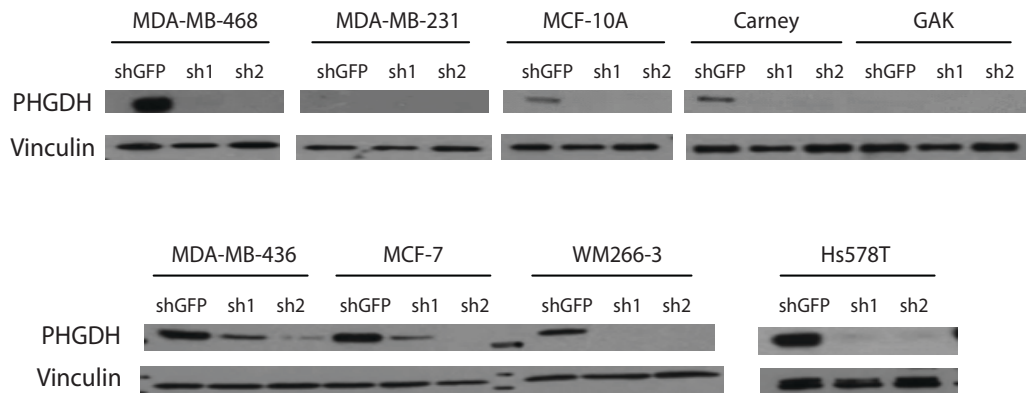 MDA-MB-468 MDA-MB-231 MCF-10A Carney GAK
shGFP sh1 sh2 shGFP sh1 sh2 shGFP sh1 sh2 shGFP sh1 sh2 shGFP sh1 sh2
PHGDH
Vinculin
MDA-MB-436 MCF-7 WM266-3 Hs578T
shGFP sh1 sh2 shGFP sh1 sh2 shGFP sh1 sh2 shGFP sh1 sh2
PHGDH
Vinculin